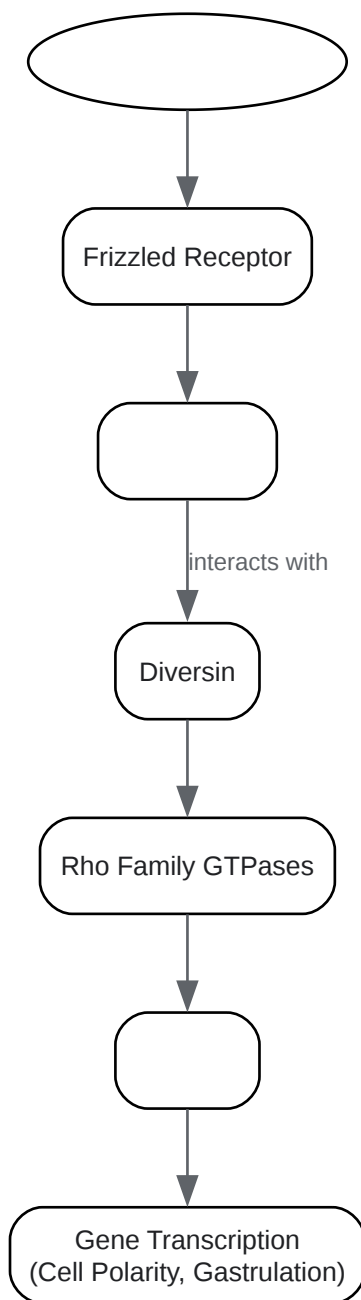 Frizzled Receptor
interacts with
Diversin
Rho Family GTPases
Gene Transcription
(Cell Polarity, Gastrulation)